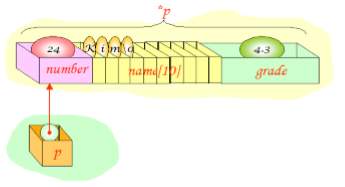 *p
24 K i m o 4.3
number name[10] grade
p